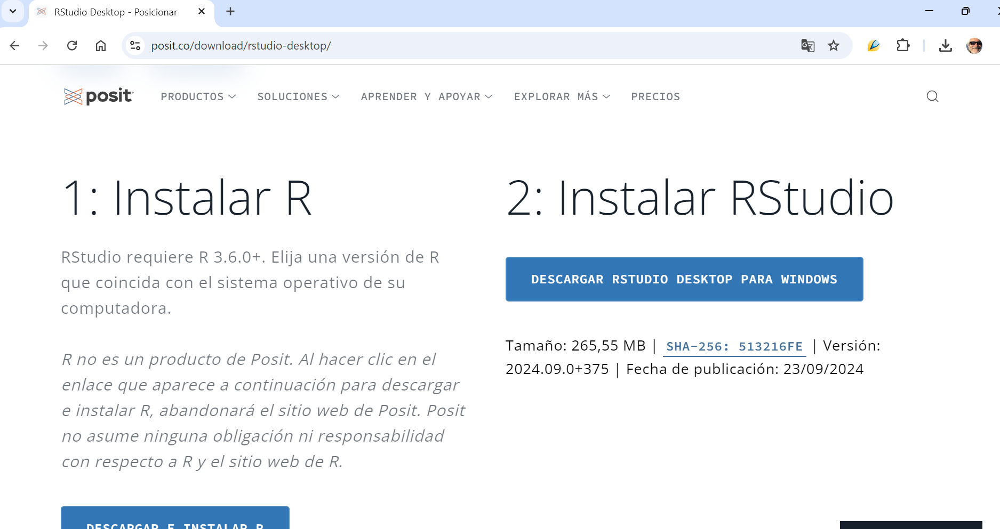 RStudio Desktop - Posicionar
posit.co/download/rstudio-desktop/
posit
PRODUCTOS
SOLUCIONES
APRENDER Y APOYAR
EXPLORAR MÁS
PRECIOS
1: Instalar R
RStudio requiere R 3.6.0+. Elija una versión de R
que coincida con el sistema operativo de su
computadora.
R no es un producto de Posit. Al hacer clic en el
enlace que aparece a continuación para descargar
e instalar R, abandonará el sitio web de Posit. Posit
no asume ninguna obligación ni responsabilidad
con respecto a R y el sitio web de R.
DESCARGAR E INSTALAR R
2: Instalar RStudio
DESCARGAR RSTUDIO DESKTOP PARA WINDOWS
Tamaño: 265,55 MB | SHA-256: 513216FE | Versión:
2024.09.0+375 | Fecha de publicación: 23/09/2024